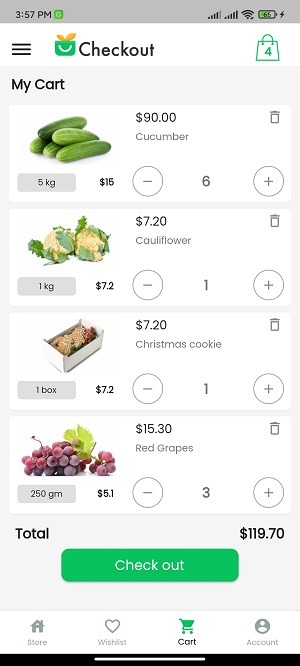 3:57 PM
65
Checkout
4
My Cart
$90.00
Cucumber
5 kg $15 6
$7.20
Cauliflower
1 kg $7.2 1
$7.20
Christmas cookie
1 box $7.2 1
$15.30
Red Grapes
250 gm $5.1 3
Total $119.70
Check out
Store Wishlist Cart Account